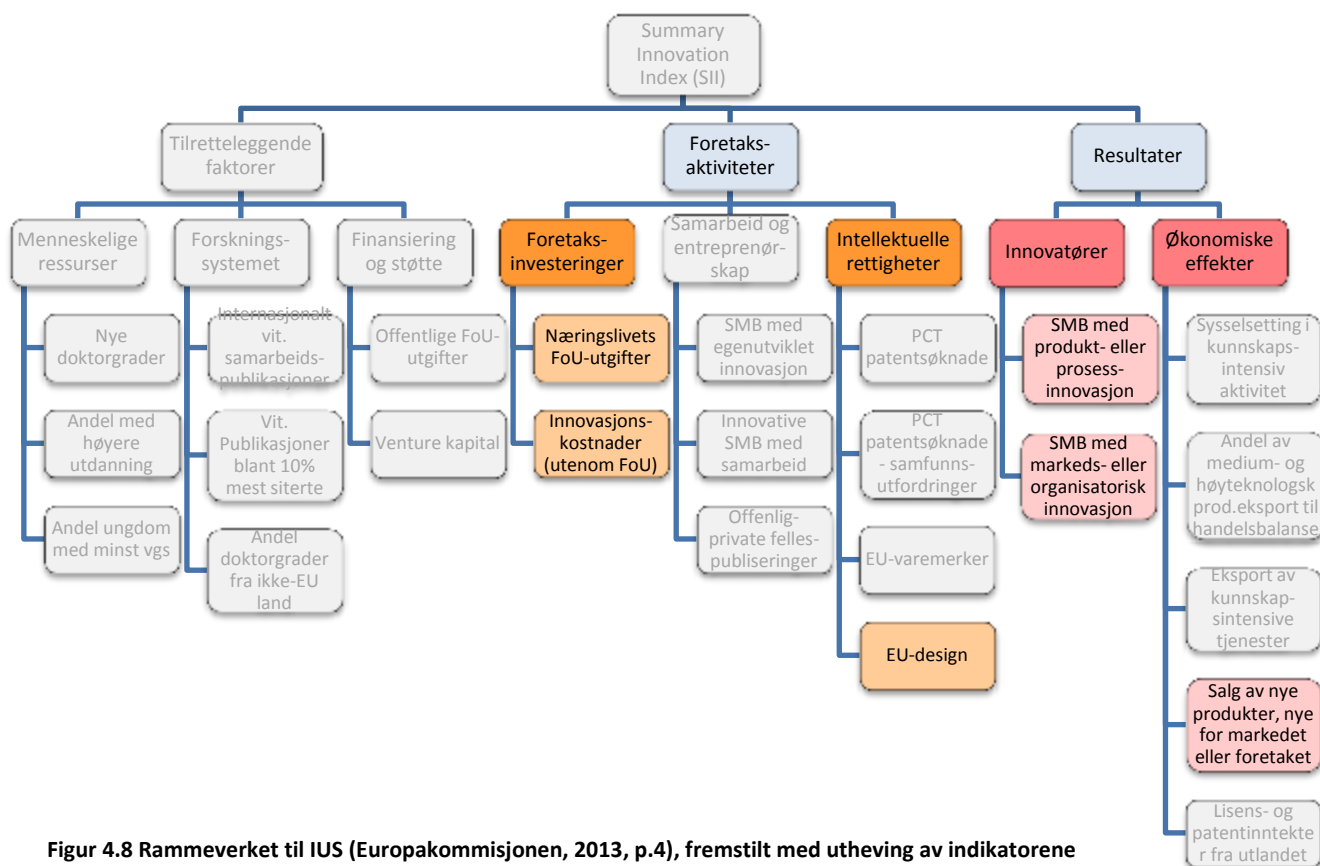 Summary
Innovation
Index (SII)
Tilretteleggende
faktorer
Foretaks-
aktiviteter
Resultater
Menneskelige
ressurser
Forsknings-
systemet
Finansiering
og støtte
Foretaks-
investeringer
Samarbeid og
entreprenør-
skap
Intellektuelle
rettigheter
Innovatører
Økonomiske
effekter
Nye
doktorgrader
Andel med
høyere
utdanning
Andel ungdom
med minst vgs
Internasjonalt
vit.
samarbeids-
publikasjoner
Vit.
Publikasjoner
blant 10%
mest siterte
Andel
doktorgrader
fra ikke-EU
land
Offentlige FoU-
utgifter
Venture kapital
Næringslivets
FoU-utgifter
Innovasjons-
kostnader
(utenom FoU)
SMB med
egenutviklet
innovasjon
Innovative
SMB med
samarbeid
Offenlig-
private felles-
publiseringer
PCT
patentsøknade
PCT
patentsøknade
- samfunns-
utfordringer
EU-varemerker
EU-design
SMB med
produkt- eller
prosess-
innovasjon
SMB med
markeds- eller
organisatorisk
innovasjon
Sysselsetting i
kunnskaps-
intensiv
aktivitet
Andel av
medium- og
høyteknologsk
prod.eksport til
handelsbalanse
Eksport av
kunnskap-
sintensive
tjenester
Salg av nye
produkter, nye
for markedet
eller foretaket
Lisens- og
patentinntekte
r fra utlandet
Figur 4.8 Rammeverket til IUS (Europakommisjonen, 2013, p.4), fremstilt med utheving av indikatorene